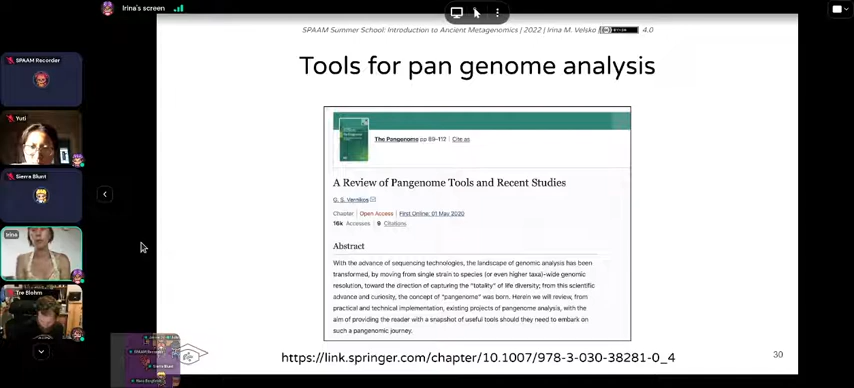 Irina's screen
SPAAM Summer School: Introduction to Ancient Metagenomics | 2022 | Irina M. Velsko 4.0
SPAAM Recorder
Yuti
Sierra Blunt
Irina
Tre Blohm
Tools for pan genome analysis
The Pangenome pp 89–112 | Cite as
A Review of Pangenome Tools and Recent Studies
G. S. Vernikos
Chapter | Open Access | First Online: 01 May 2020
16k Accesses | 9 Citations
Abstract
With the advance of sequencing technologies, the landscape of genomic analysis has been
transformed, by moving from single strain to species (or even higher taxa)-wide genomic
resolution, toward the direction of capturing the "totality" of life diversity; from this scientific
advance and curiosity, the concept of "pangenome" was born. Herein we will review, from
practical and technical implementation, existing projects of pangenome analysis, with the
aim of providing the reader with a snapshot of useful tools should they need to embark on
such a pangenomic journey.
https://link.springer.com/chapter/10.1007/978-3-030-38281-0_4
30